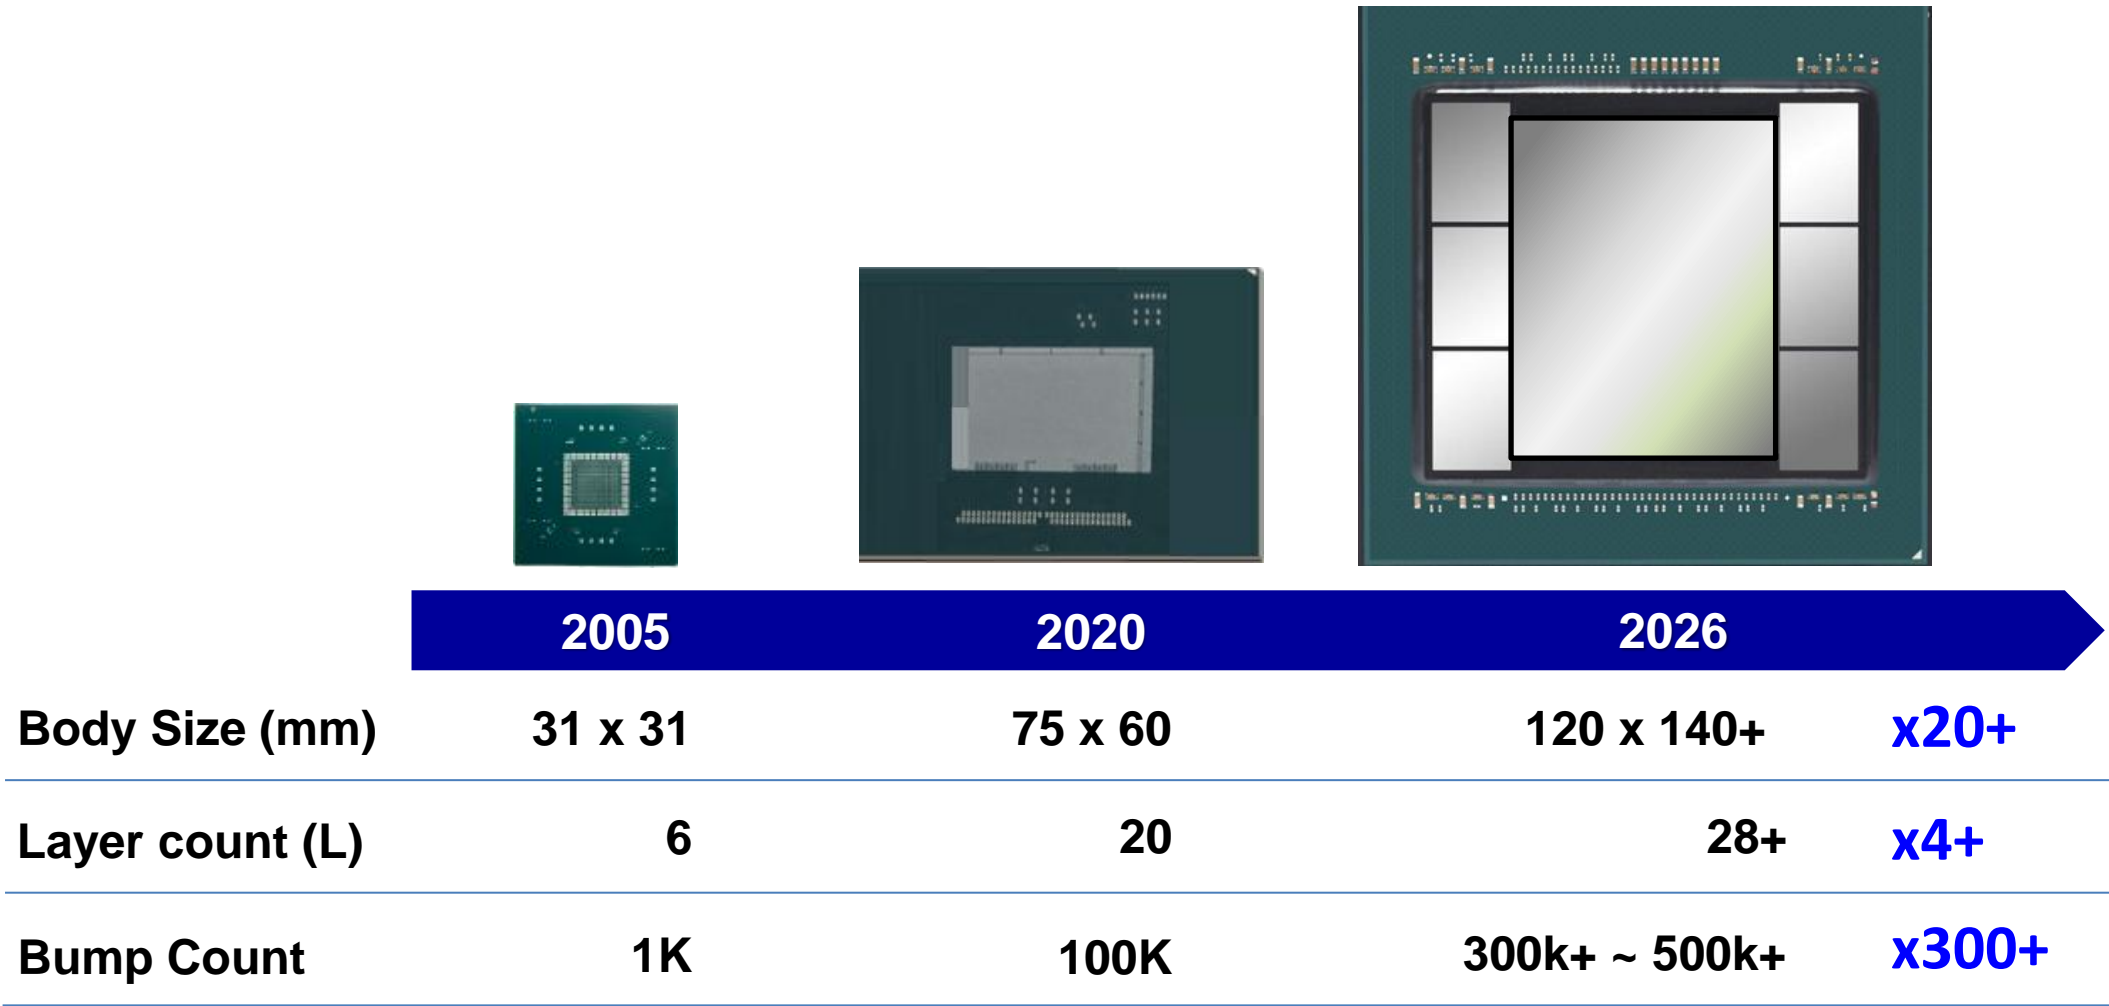 2005 2020 2026
Body Size (mm) 31 x 31 75 x 60 120 x 140+ x20+
Layer count (L) 6 20 28+ x4+
Bump Count 1K 100K 300k+ ~ 500k+ x300+